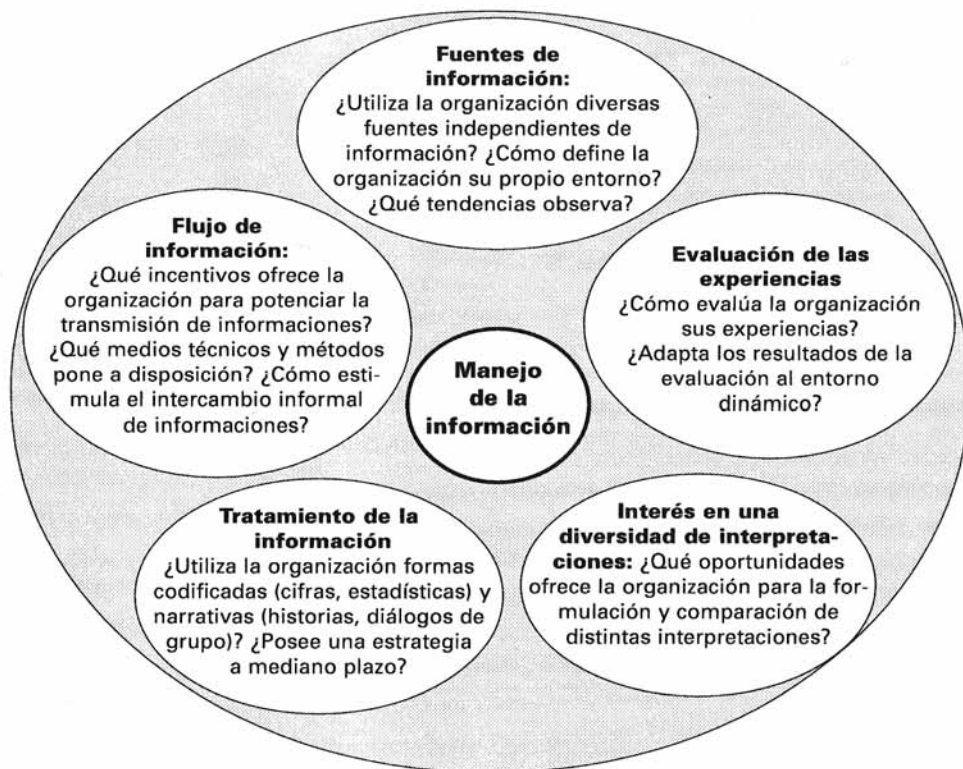 Fuentes de
información:
¿Utiliza la organización diversas
fuentes independientes de
información? ¿Cómo define la
organización su propio entorno?
¿Qué tendencias observa?
Flujo de
información:
¿Qué incentivos ofrece la
organización para potenciar la
transmisión de informaciones?
¿Qué medios técnicos y métodos
pone a disposición? ¿Cómo esti-
mula el intercambio informal
de informaciones?
Evaluación de las
experiencias
¿Cómo evalúa la organización
sus experiencias?
¿Adapta los resultados de la
evaluación al entorno
dinámico?
Manejo
de la
información
Tratamiento de la
información
¿Utiliza la organización formas
codificadas (cifras, estadísticas) y
narrativas (historias, diálogos de
grupo)? ¿Posee una estrategia
a mediano plazo?
Interés en una
diversidad de interpreta-
ciones: ¿Qué oportunidades
ofrece la organización para la for-
mulación y comparación de
distintas interpretaciones?